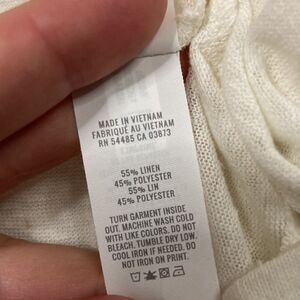 MADE IN VIETNAM
FABRIQUÉ AU VIETNAM
RN 54485 CA 03873
55% LINEN
45% POLYESTER
55% LIN
45% POLYESTER
TURN GARMENT INSIDE
OUT. MACHINE WASH COLD
WITH LIKE COLORS. DO NOT
BLEACH. TUMBLE DRY LOW.
COOL IRON IF NEEDED. DO
NOT IRON ON PRINT.